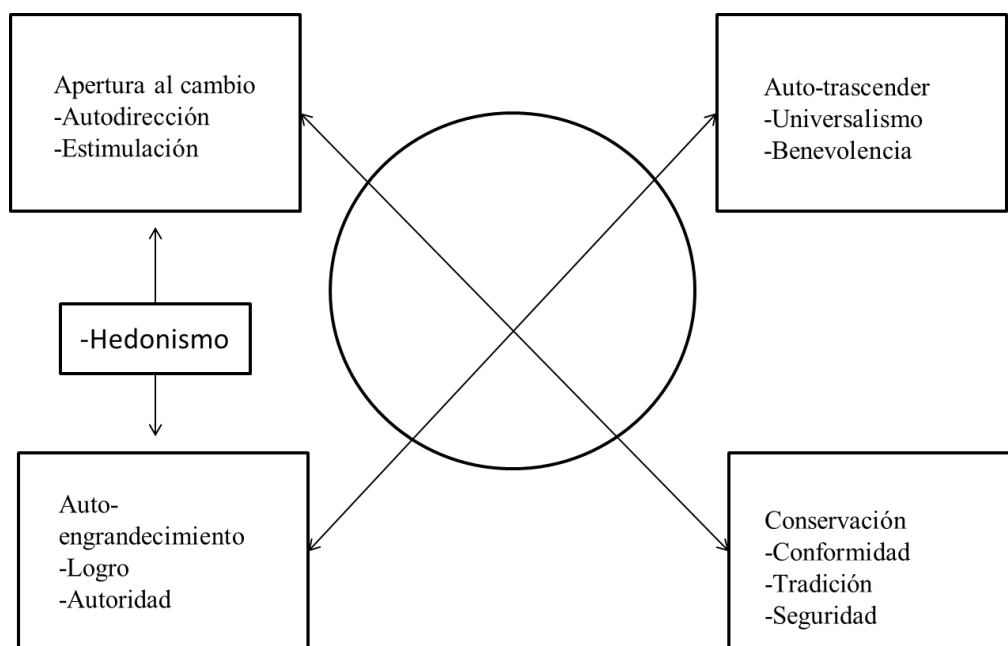 Apertura al cambio
-Autodirección
-Estimulación
Auto-trascender
-Universalismo
-Benevolencia
-Hedonismo
Auto-
engrandecimiento
-Logro
-Autoridad
Conservación
-Conformidad
-Tradición
-Seguridad